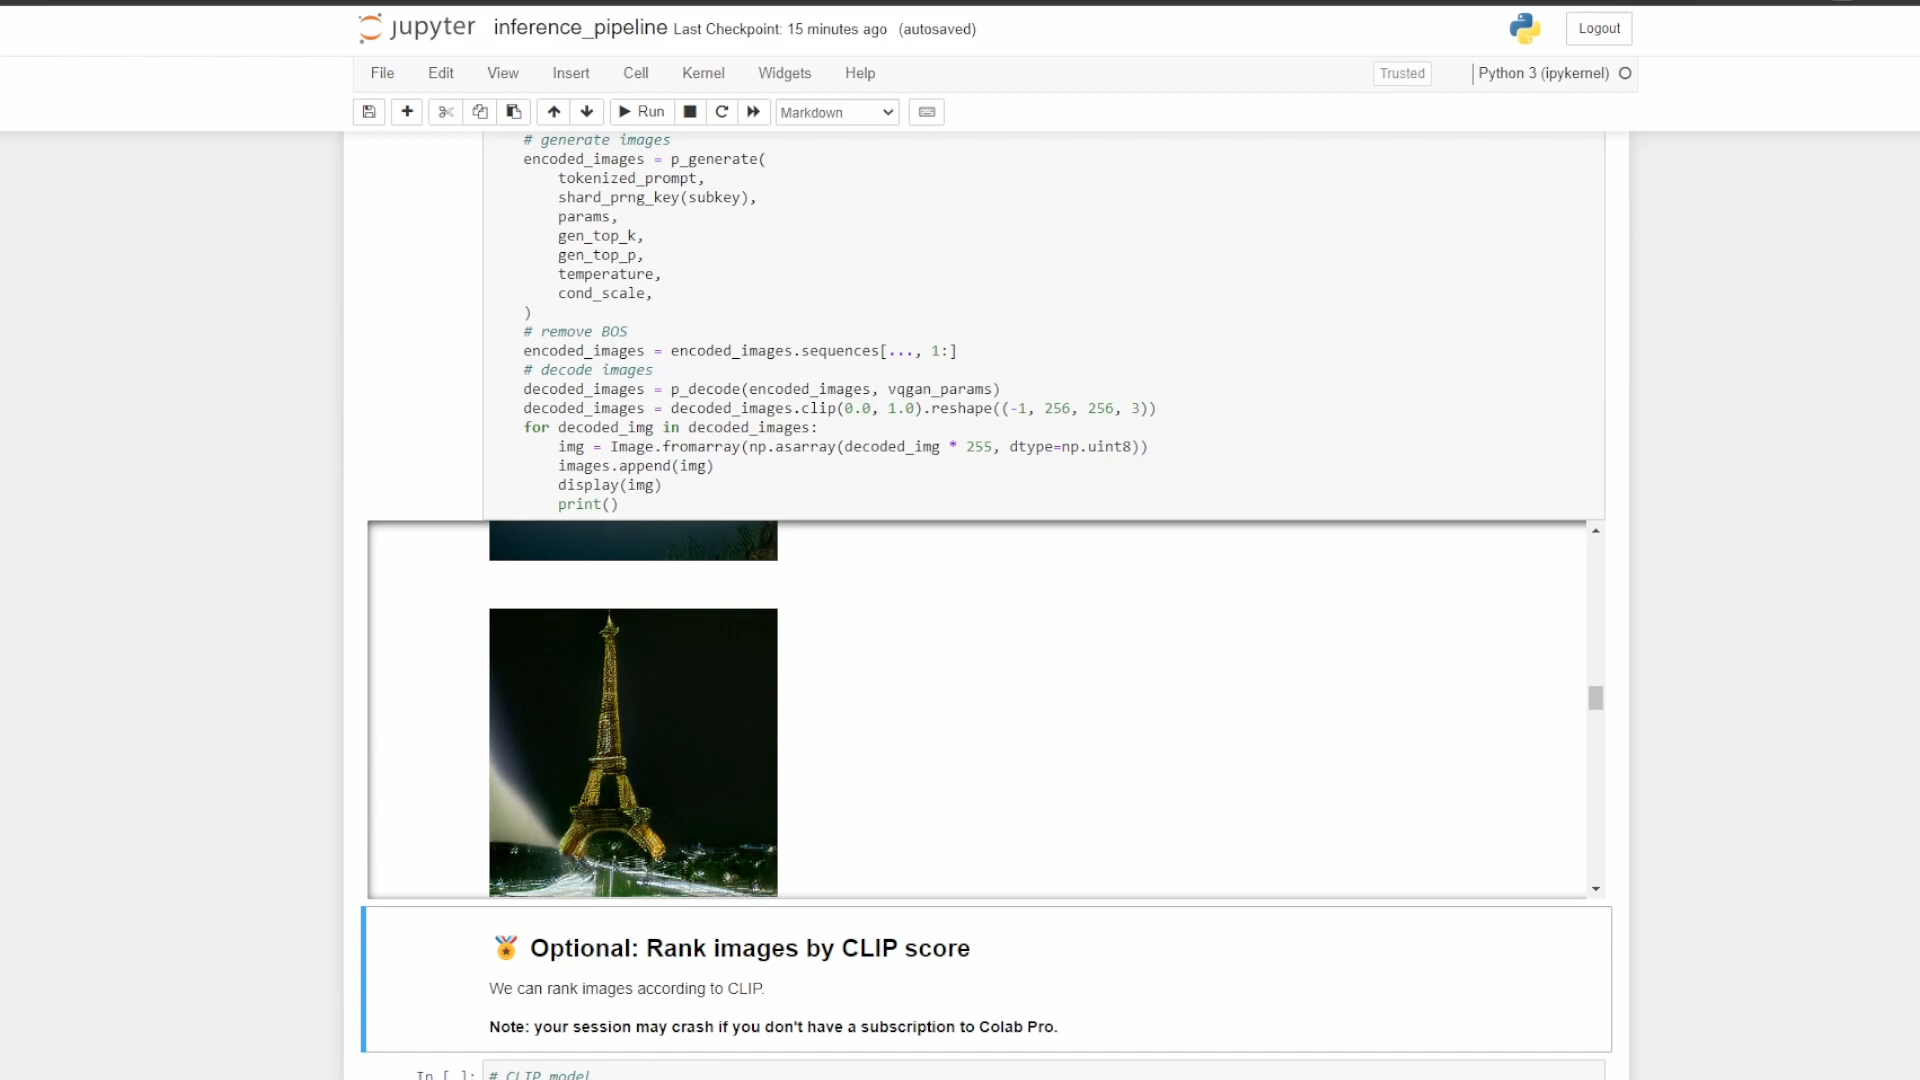 jupyter inference_pipeline Last Checkpoint: 15 minutes ago (autosaved) Logout
File Edit View Insert Cell Kernel Widgets Help Trusted Python 3 (ipykernel)
Run Markdown
# generate images
encoded_images = p_generate(
tokenized_prompt,
shard_prng_key(subkey),
params,
gen_top_k,
gen_top_p,
temperature,
cond_scale,
)
# remove BOS
encoded_images = encoded_images.sequences[..., 1:]
# decode images
decoded_images = p_decode(encoded_images, vqgan_params)
decoded_images = decoded_images.clip(0.0, 1.0).reshape((-1, 256, 256, 3))
for decoded_img in decoded_images:
img = Image.fromarray(np.asarray(decoded_img * 255, dtype=np.uint8))
images.append(img)
display(img)
print()
Optional: Rank images by CLIP score
We can rank images according to CLIP.
Note: your session may crash if you don't have a subscription to Colab Pro.
In [ ]: # CLIP model